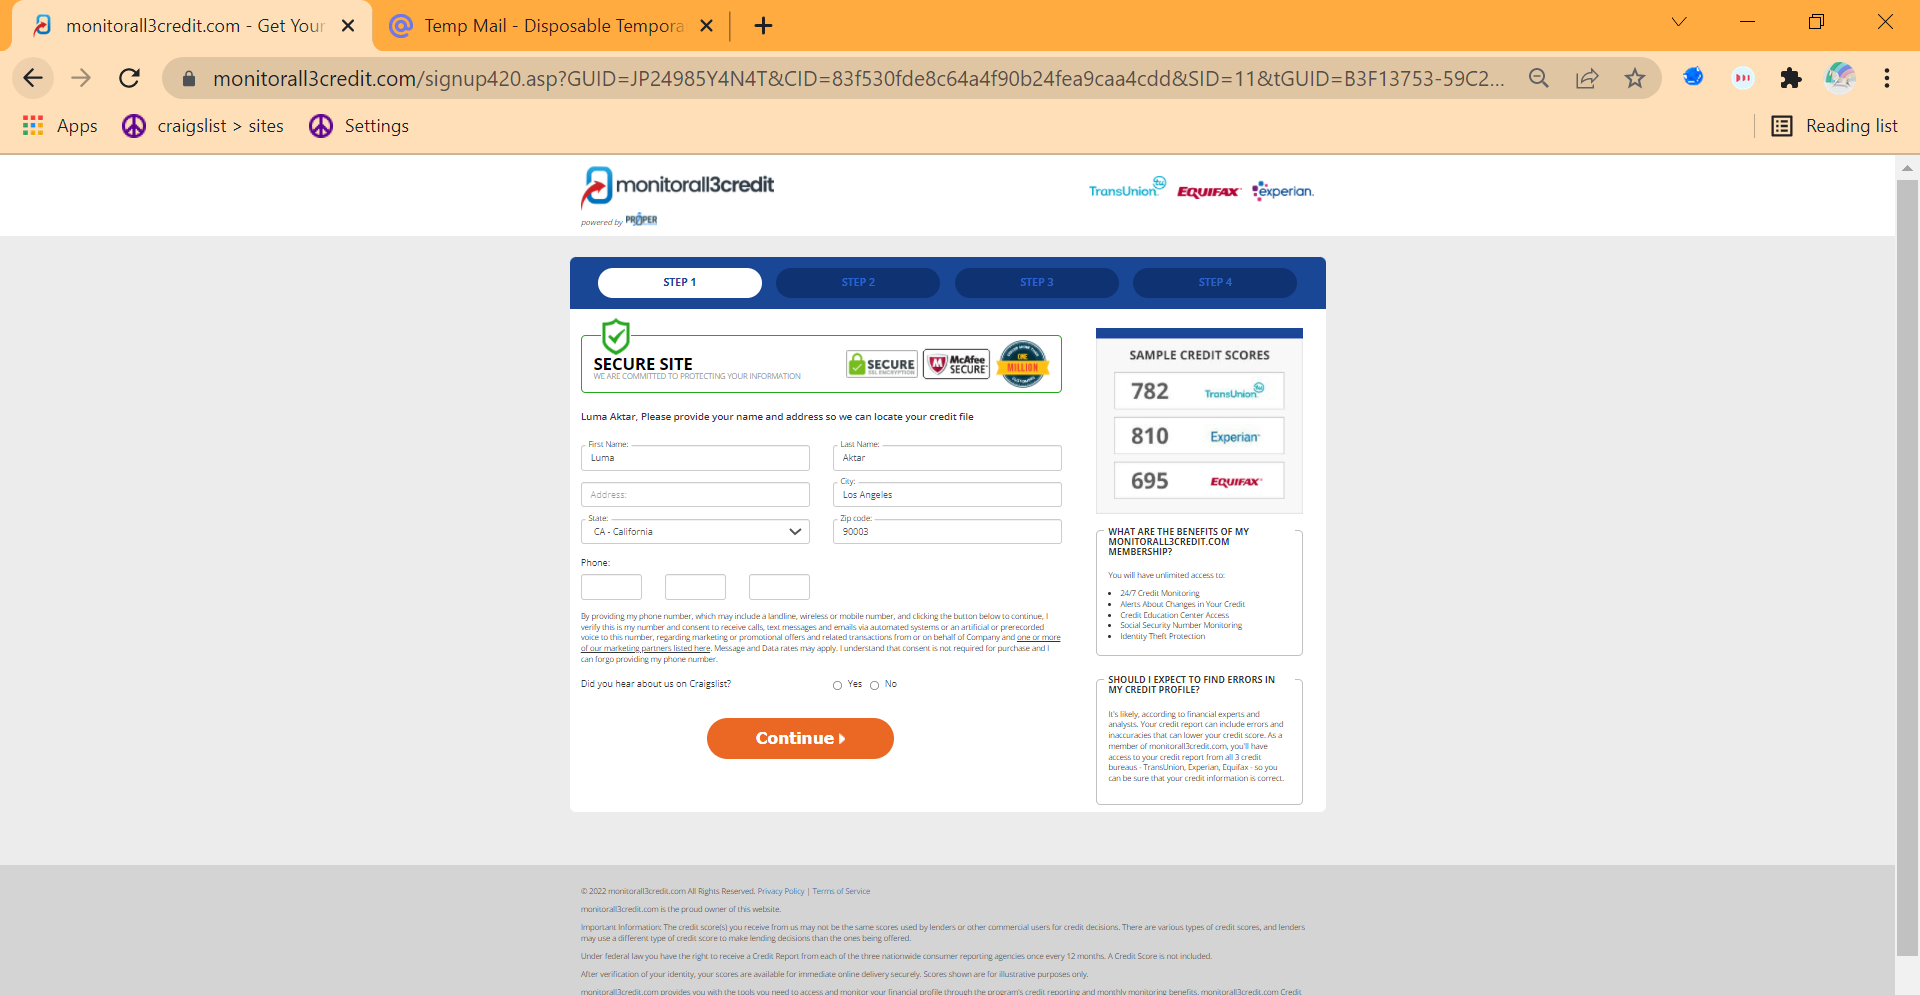 monitorall3credit.com - Get Your
Temp Mail - Disposable Tempora
monitorall3credit.com/signup420.asp?GUID=JP24985Y4N4T&CID=83f530fde8c64a4f90b24fea9caa4cdd&SID=11&tGUID=B3F13753-59C2...
Apps
craigslist > sites
Settings
Reading list
monitorall3credit
powered by PROPER
TransUnion
EQUIFAX
experian.
STEP 1
STEP 2
STEP 3
STEP 4
SECURE SITE
WE ARE COMMITTED TO PROTECTING YOUR INFORMATION
SECURE
SSL ENCRYPTION
McAfee
SECURE
ONE
MILLION
Luma Aktar, Please provide your name and address so we can locate your credit file
First Name:
Luma
Last Name:
Aktar
Address:
City:
Los Angeles
State:
CA - California
Zip code:
90003
Phone:
By providing my phone number, which may include a landline, wireless or mobile number, and clicking the button below to continue, I
verify this is my number and consent to receive calls, text messages and emails via automated systems or an artificial or prerecorded
voice to this number, regarding marketing or promotional offers and related transactions from or on behalf of Company and one or more
of our marketing partners listed here. Message and Data rates may apply. I understand that consent is not required for purchase and I
can forgo providing my phone number.
Did you hear about us on Craigslist?
Yes
No
Continue
SAMPLE CREDIT SCORES
782 TransUnion
810 Experian
695 EQUIFAX
WHAT ARE THE BENEFITS OF MY
MONITORALL3CREDIT.COM
MEMBERSHIP?
You will have unlimited access to:
24/7 Credit Monitoring
Alerts About Changes in Your Credit
Credit Education Center Access
Social Security Number Monitoring
Identity Theft Protection
SHOULD I EXPECT TO FIND ERRORS IN
MY CREDIT PROFILE?
It's likely, according to financial experts and
analysts. Your credit report can include errors and
inaccuracies that can lower your credit score. As a
member of monitorall3credit.com, you'll have
access to your credit report from all 3 credit
bureaus - TransUnion, Experian, Equifax - so you
can be sure that your credit information is correct.
© 2022 monitorall3credit.com All Rights Reserved. Privacy Policy | Terms of Service
monitorall3credit.com is the proud owner of this website.
Important Information: The credit score(s) you receive from us may not be the same scores used by lenders or other commercial users for credit decisions. There are various types of credit scores, and lenders
may use a different type of credit score to make lending decisions than the ones being offered.
Under federal law you have the right to receive a Credit Report from each of the three nationwide consumer reporting agencies once every 12 months. A Credit Score is not included.
After verification of your identity, your scores are available for immediate online delivery securely. Scores shown are for illustrative purposes only.
monitorall3credit.com provides you with the tools you need to access and monitor your financial profile through the program's credit reporting and monthly monitoring benefits. monitorall3credit.com Credit